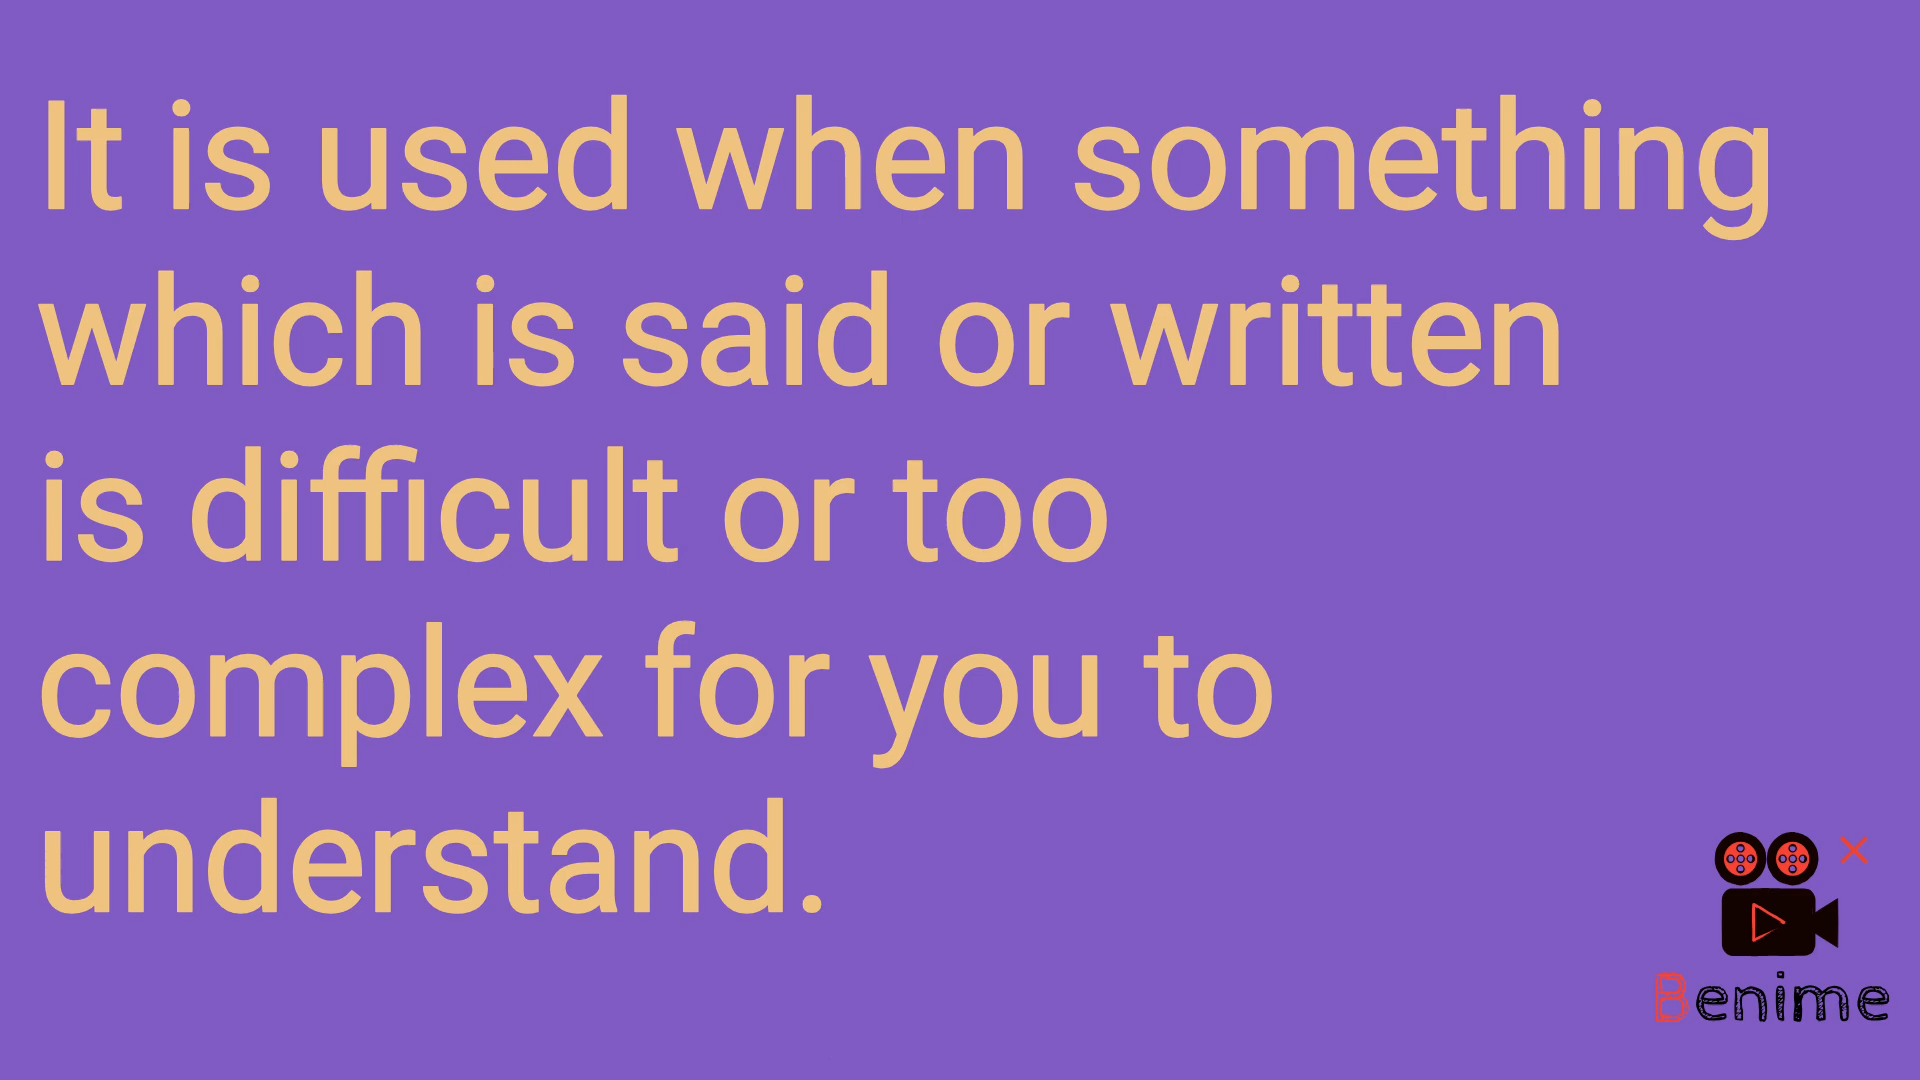 It is used when something
which is said or written
is difficult or too
complex for you to
understand.
Benime